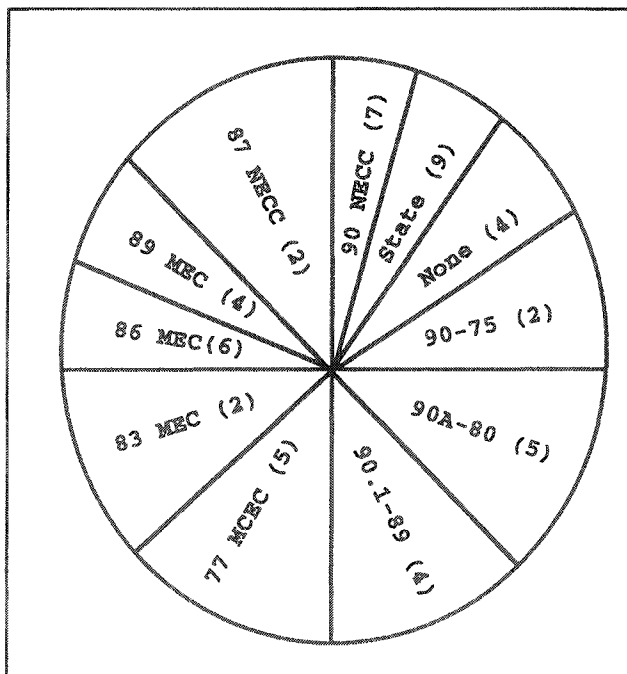 90 NECC (7)
State (9)
None (4)
90-75 (2)
90A-80 (5)
90.1-89 (4)
77 MCEC (5)
83 MEC (2)
86 MEC(6)
89 MEC (4)
87 NECC (2)